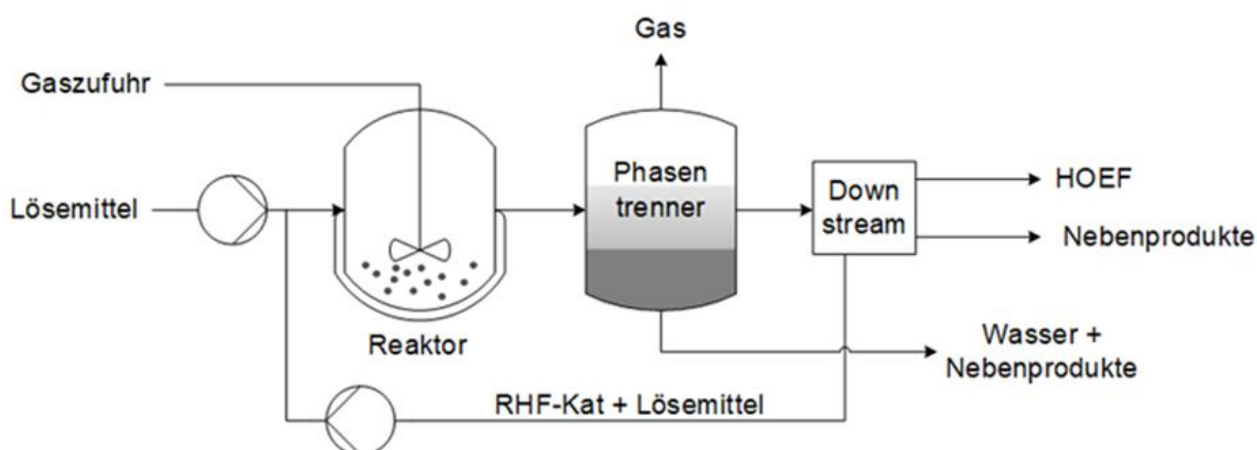 Gas
Gaszufuhr
Phasen
trenner
Lösemittel
Down
stream
HOEF
Nebenprodukte
Reaktor
Wasser +
Nebenprodukte
RHF-Kat + Lösemittel